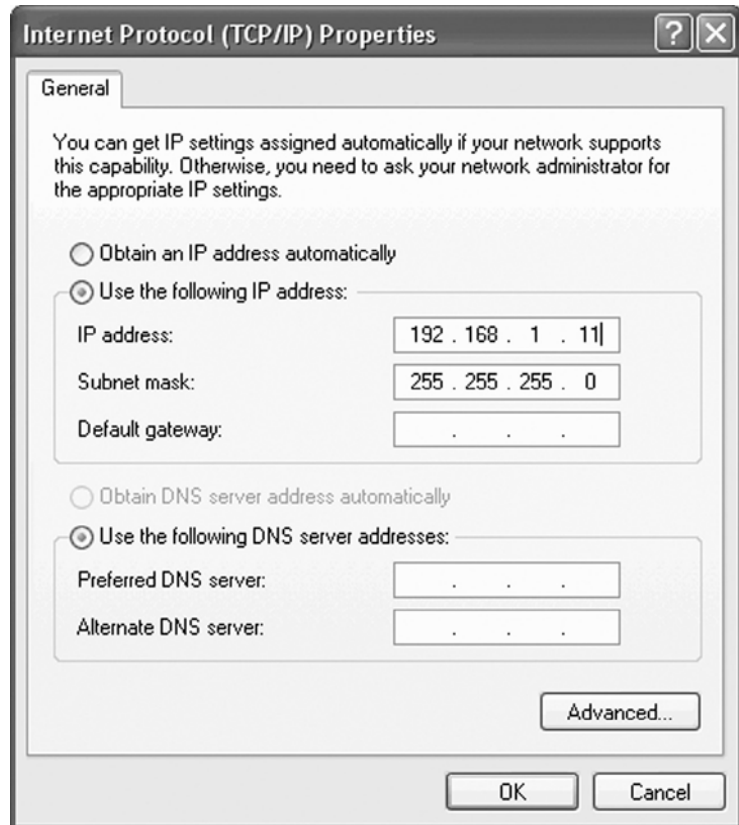 Internet Protocol (TCP/IP) Properties
General
You can get IP settings assigned automatically if your network supports
this capability. Otherwise, you need to ask your network administrator for
the appropriate IP settings.
Obtain an IP address automatically
Use the following IP address:
IP address: 192 . 168 . 1 . 11
Subnet mask: 255 . 255 . 255 . 0
Default gateway: . . .
Obtain DNS server address automatically
Use the following DNS server addresses:
Preferred DNS server: . . .
Alternate DNS server: . . .
Advanced...
OK Cancel